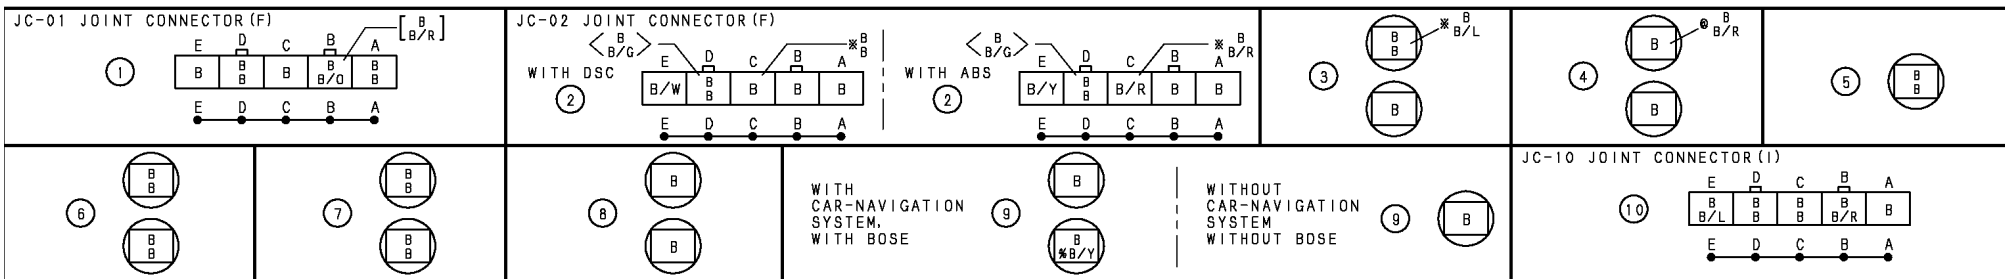 JC-01 JOINT CONNECTOR(F)
[B B/R]
E D C B A
1
B
B B
B
B B/O
B B
E D C B A
JC-02 JOINT CONNECTOR(F)
<B B/G>
※B B
E D C B A
WITH DSC
2
B/W
B B
B
B
B
E D C B A
<B B/G>
※B B/R
E D C B A
WITH ABS
2
B/Y
B B
B/R
B
B
E D C B A
3
B B
※B B/L
B
4
B
@B B/R
B
5
B B
6
B B
B B
7
B B
B B
8
B
B
WITH
CAR-NAVIGATION
SYSTEM,
WITH BOSE
9
B
B
%B/Y
WITHOUT
CAR-NAVIGATION
SYSTEM
WITHOUT BOSE
9
B
JC-10 JOINT CONNECTOR(I)
E D C B A
10
B B/L
B B
B B
B B/R
B
E D C B A